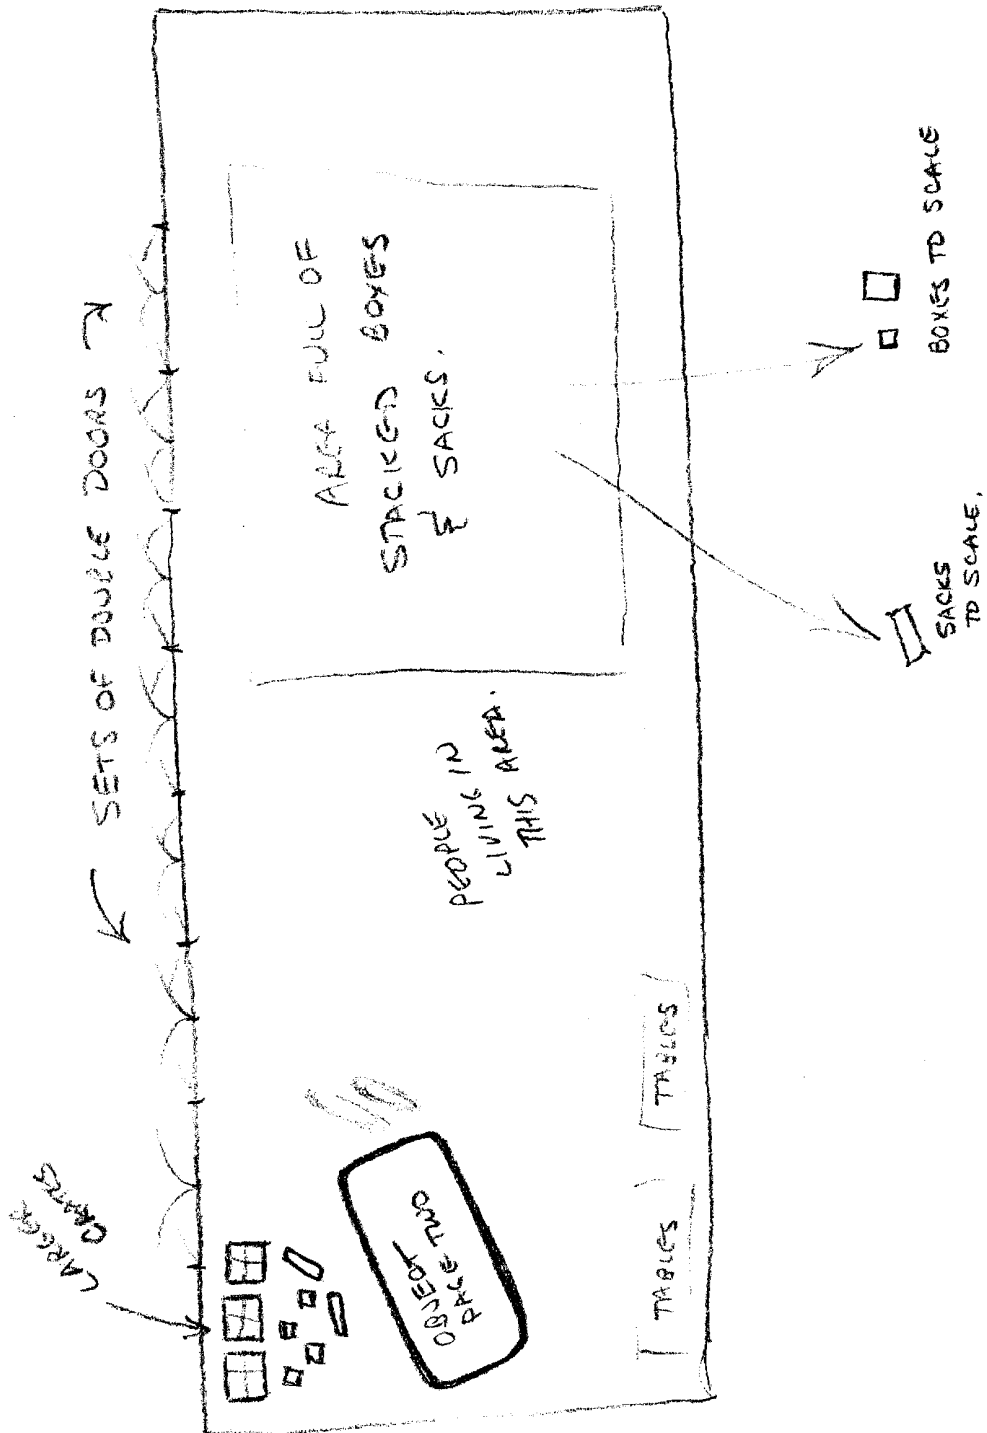 ← SETS OF DOUBLE DOORS →
AREA FULL OF
STACKED BOXES
& SACKS.
BOXES TO SCALE
SACKS
TO SCALE.
PEOPLE
LIVING IN
THIS AREA.
LARGER
CRATES
OBJECT
PAGE TWO
TABLES
TABLES